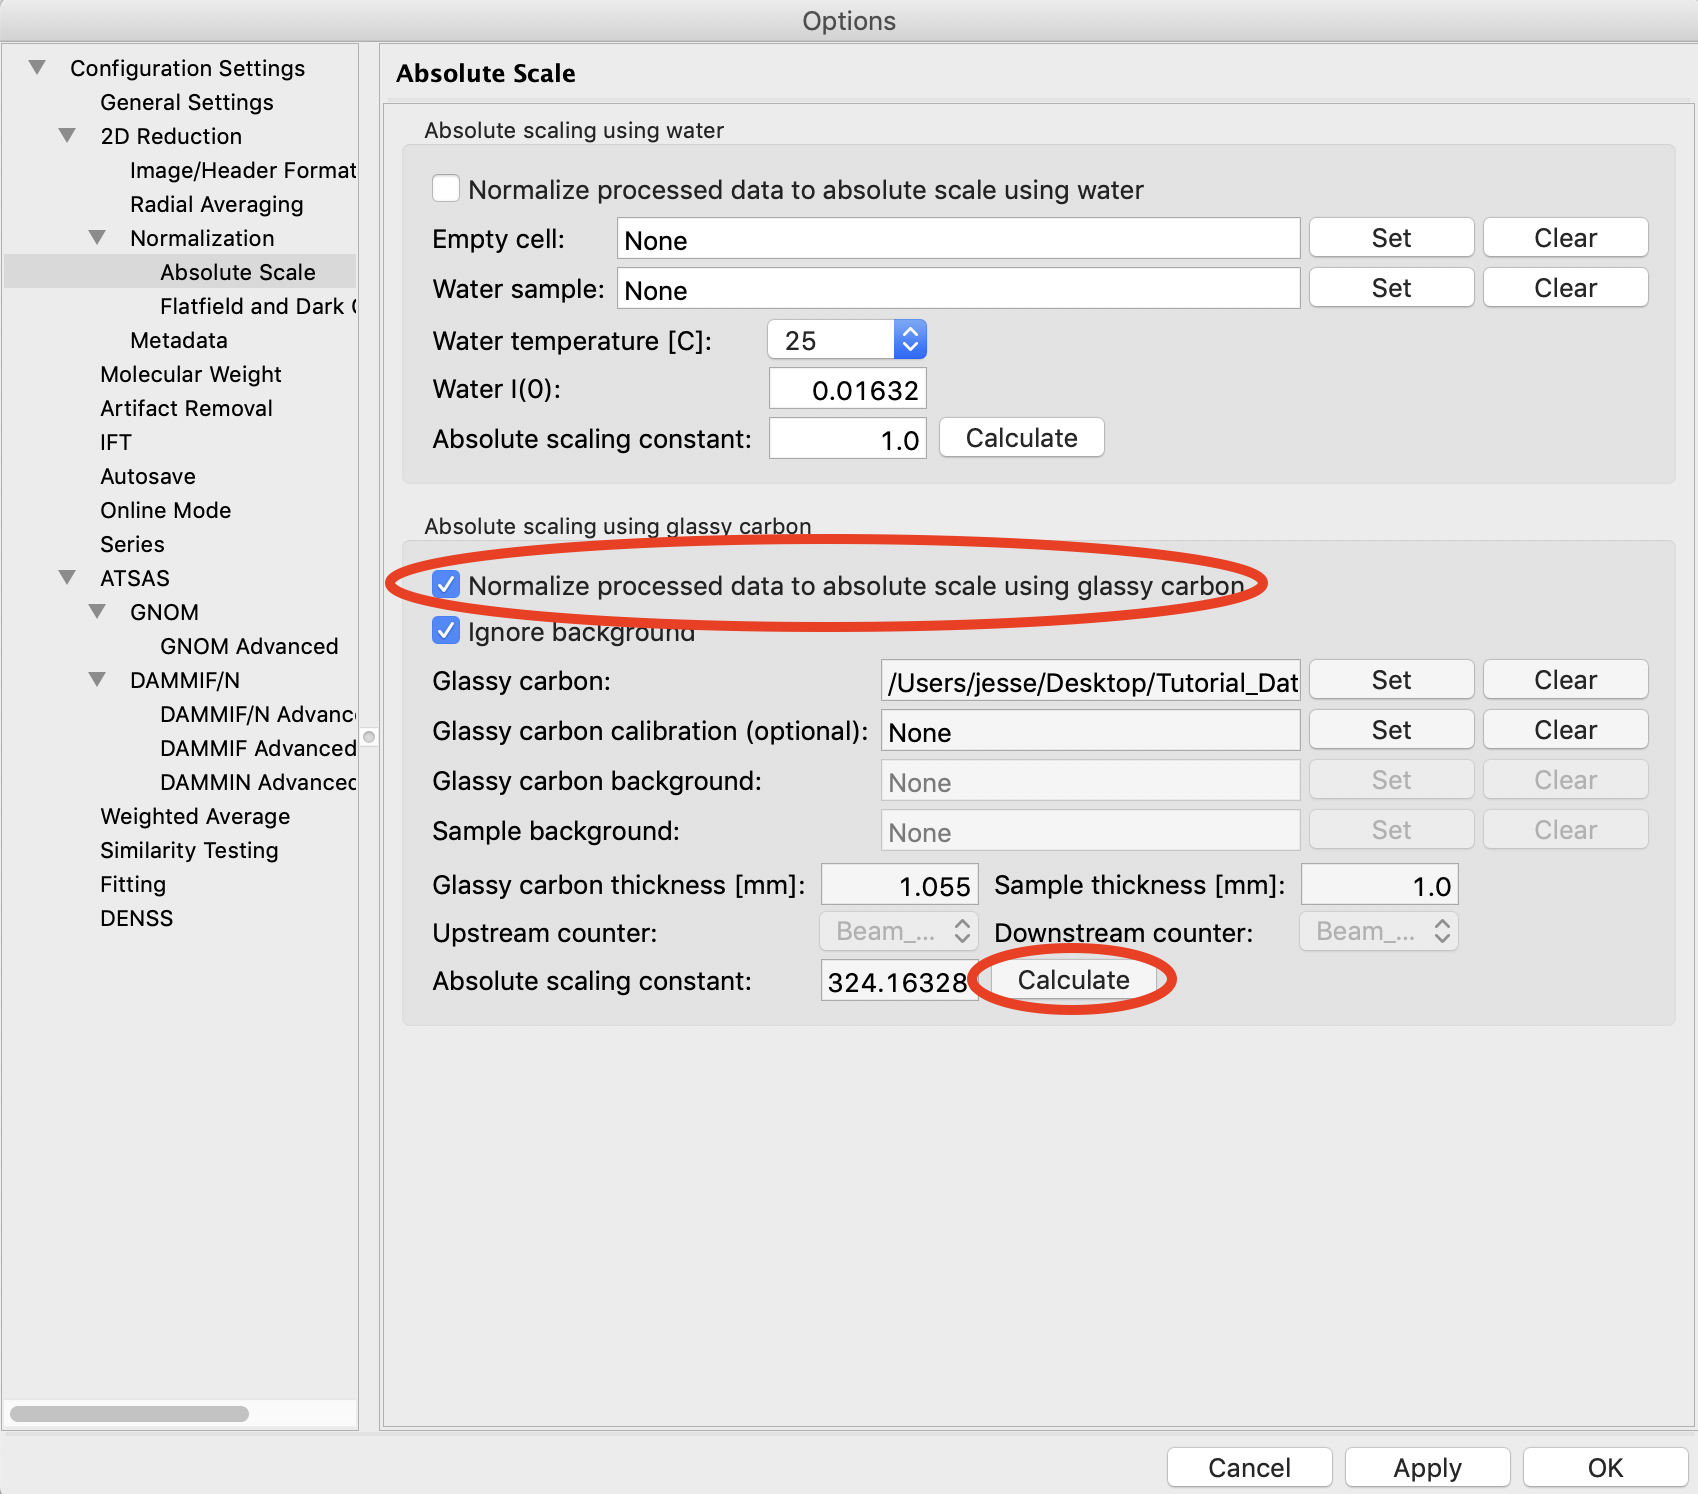 Options
Configuration Settings
General Settings
2D Reduction
Image/Header Format
Radial Averaging
Normalization
Absolute Scale
Flatfield and Dark
Metadata
Molecular Weight
Artifact Removal
IFT
Autosave
Online Mode
Series
ATSAS
GNOM
GNOM Advanced
DAMMIF/N
DAMMIF/N Advanc
DAMMIF Advanced
DAMMIN Advanced
Weighted Average
Similarity Testing
Fitting
DENSS
Absolute Scale
Absolute scaling using water
Normalize processed data to absolute scale using water
Empty cell: None Set Clear
Water sample: None Set Clear
Water temperature [C]: 25
Water I(0): 0.01632
Absolute scaling constant: 1.0 Calculate
Absolute scaling using glassy carbon
Normalize processed data to absolute scale using glassy carbon
Ignore background
Glassy carbon: /Users/jesse/Desktop/Tutorial_Dat Set Clear
Glassy carbon calibration (optional): None Set Clear
Glassy carbon background: None Set Clear
Sample background: None Set Clear
Glassy carbon thickness [mm]: 1.055 Sample thickness [mm]: 1.0
Upstream counter: Beam_... Downstream counter: Beam_...
Absolute scaling constant: 324.16328 Calculate
Cancel Apply OK